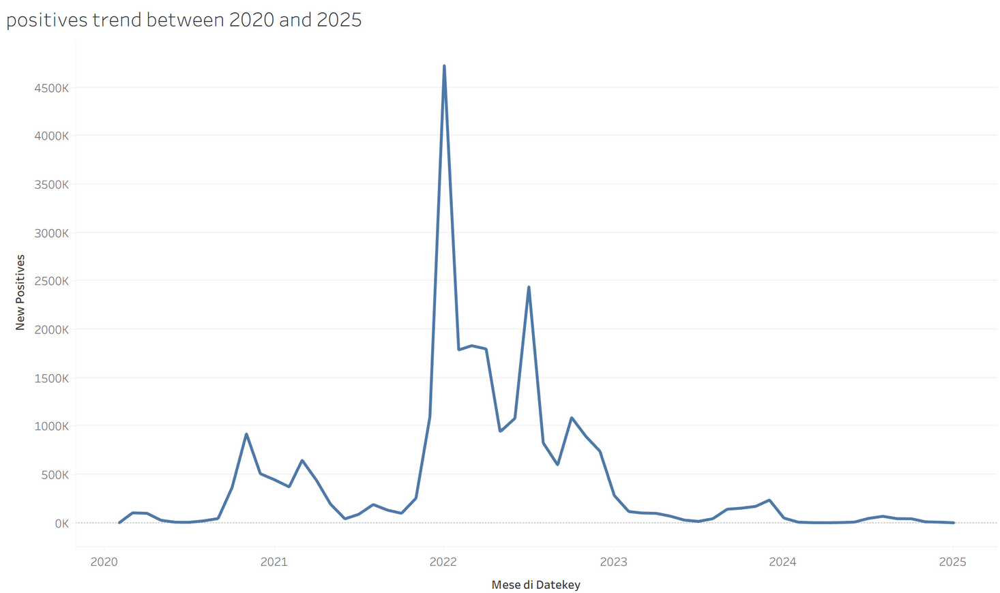 positives trend between 2020 and 2025
4500K
4000K
3500K
3000K
2500K
2000K
1500K
1000K
500K
0K
New Positives
2020
2021
2022
2023
2024
2025
Mese di Datekey